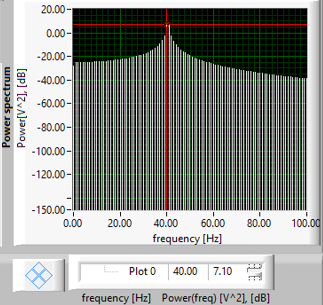 Power spectrum
Power[V^2], [dB]
20.00
0.00
-20.00
-40.00
-60.00
-80.00
-100.00
-120.00
-150.00
0.00 20.00 40.00 60.00 80.00 100.00
frequency [Hz]
Plot 0 40.00 7.10
frequency [Hz] Power(freq) [V^2], [dB]